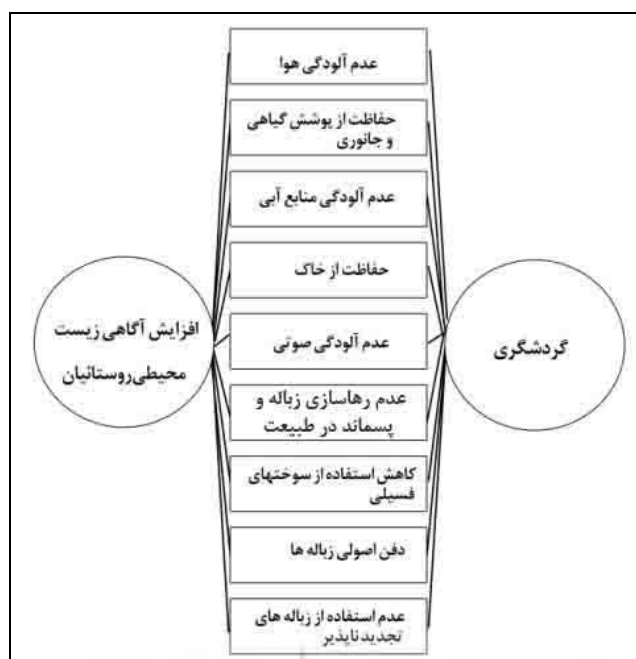 عدم آلودگی هوا
حفاظت از پوشش گیاهی
و جانوری
عدم آلودگی منابع آبی
حفاظت از خاک
گردشگری
افزایش آگاهی زیست
محیطی روستائیان
عدم آلودگی صوتی
عدم رهاسازی زباله و
پسماند در طبیعت
کاهش استفاده از سوختهای
فسیلی
دفن اصولی زباله ها
عدم استفاده از زباله های
تجدیدناپذیر